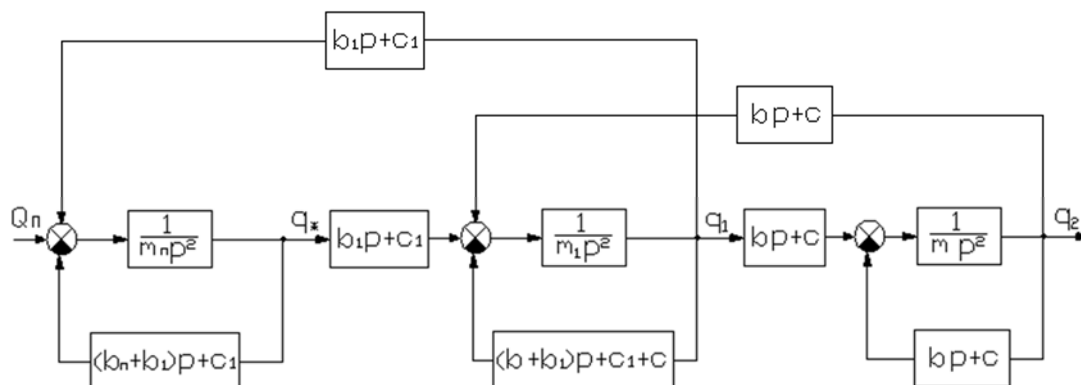 b₁p+c₁
bp+c
Qп
1
mпp²
q*
b₁p+c₁
1
m₁p²
q₁
bp+c
1
m p²
q₂
(bп+b₁)p+c₁
(b+b₁)p+c₁+c
bp+c